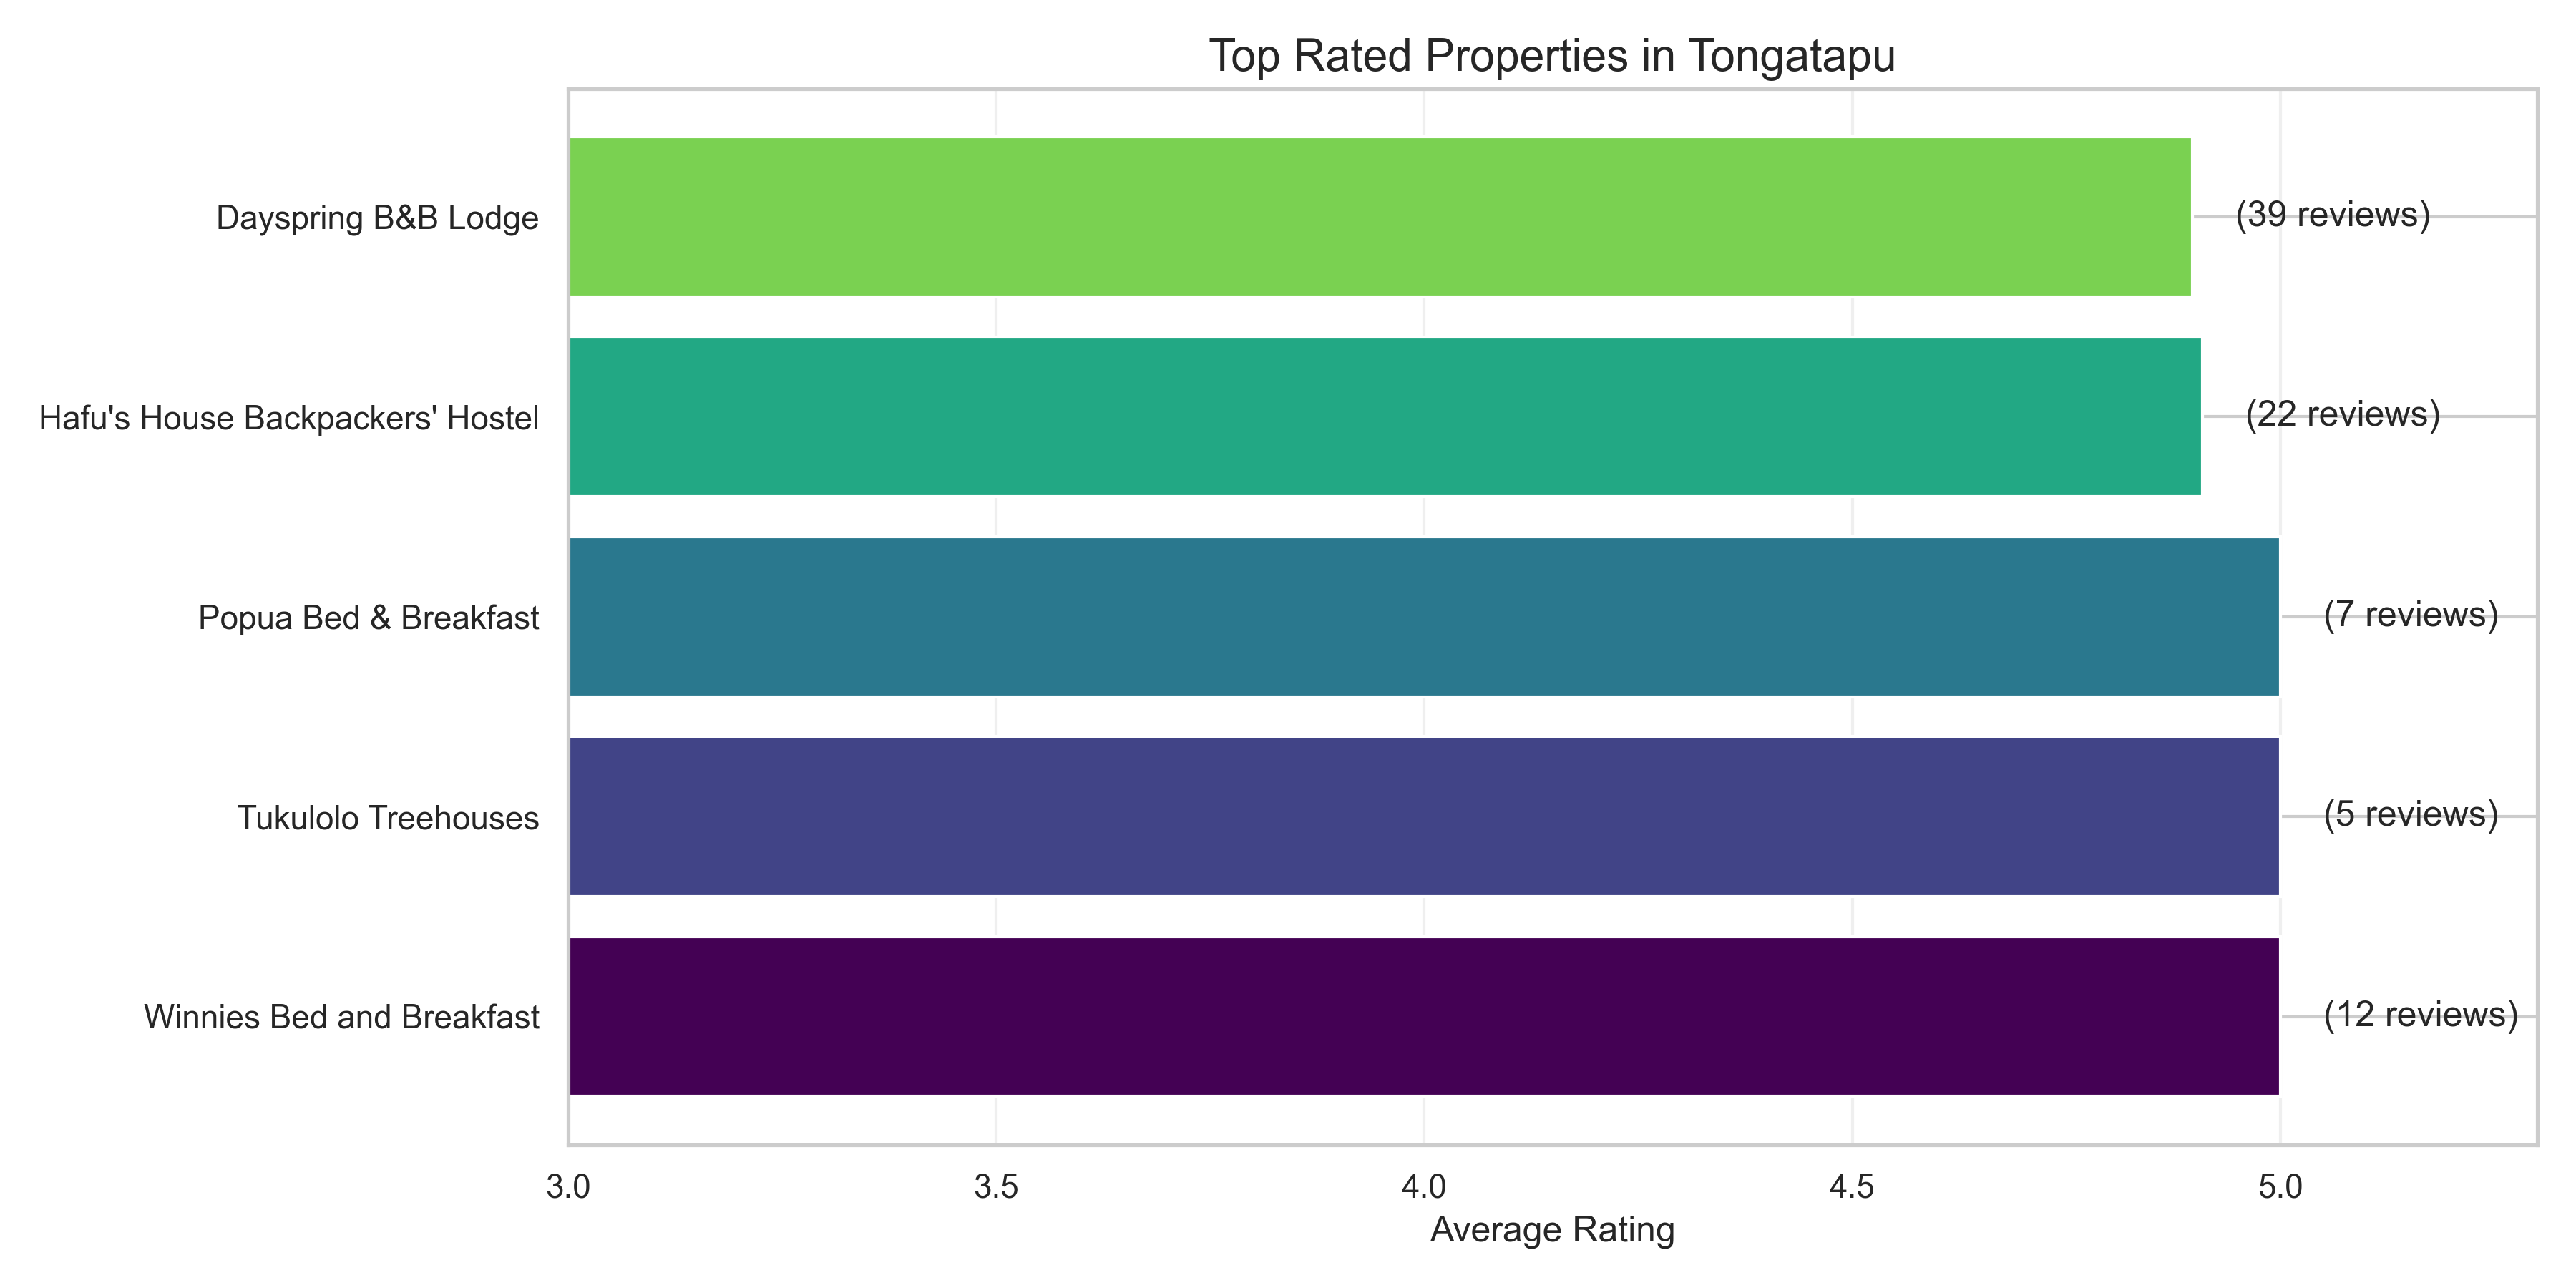 Top Rated Properties in Tongatapu
Dayspring B&B Lodge
(39 reviews)
Hafu's House Backpackers' Hostel
(22 reviews)
Popua Bed & Breakfast
(7 reviews)
Tukulolo Treehouses
(5 reviews)
Winnies Bed and Breakfast
(12 reviews)
3.0 3.5 4.0 4.5 5.0
Average Rating